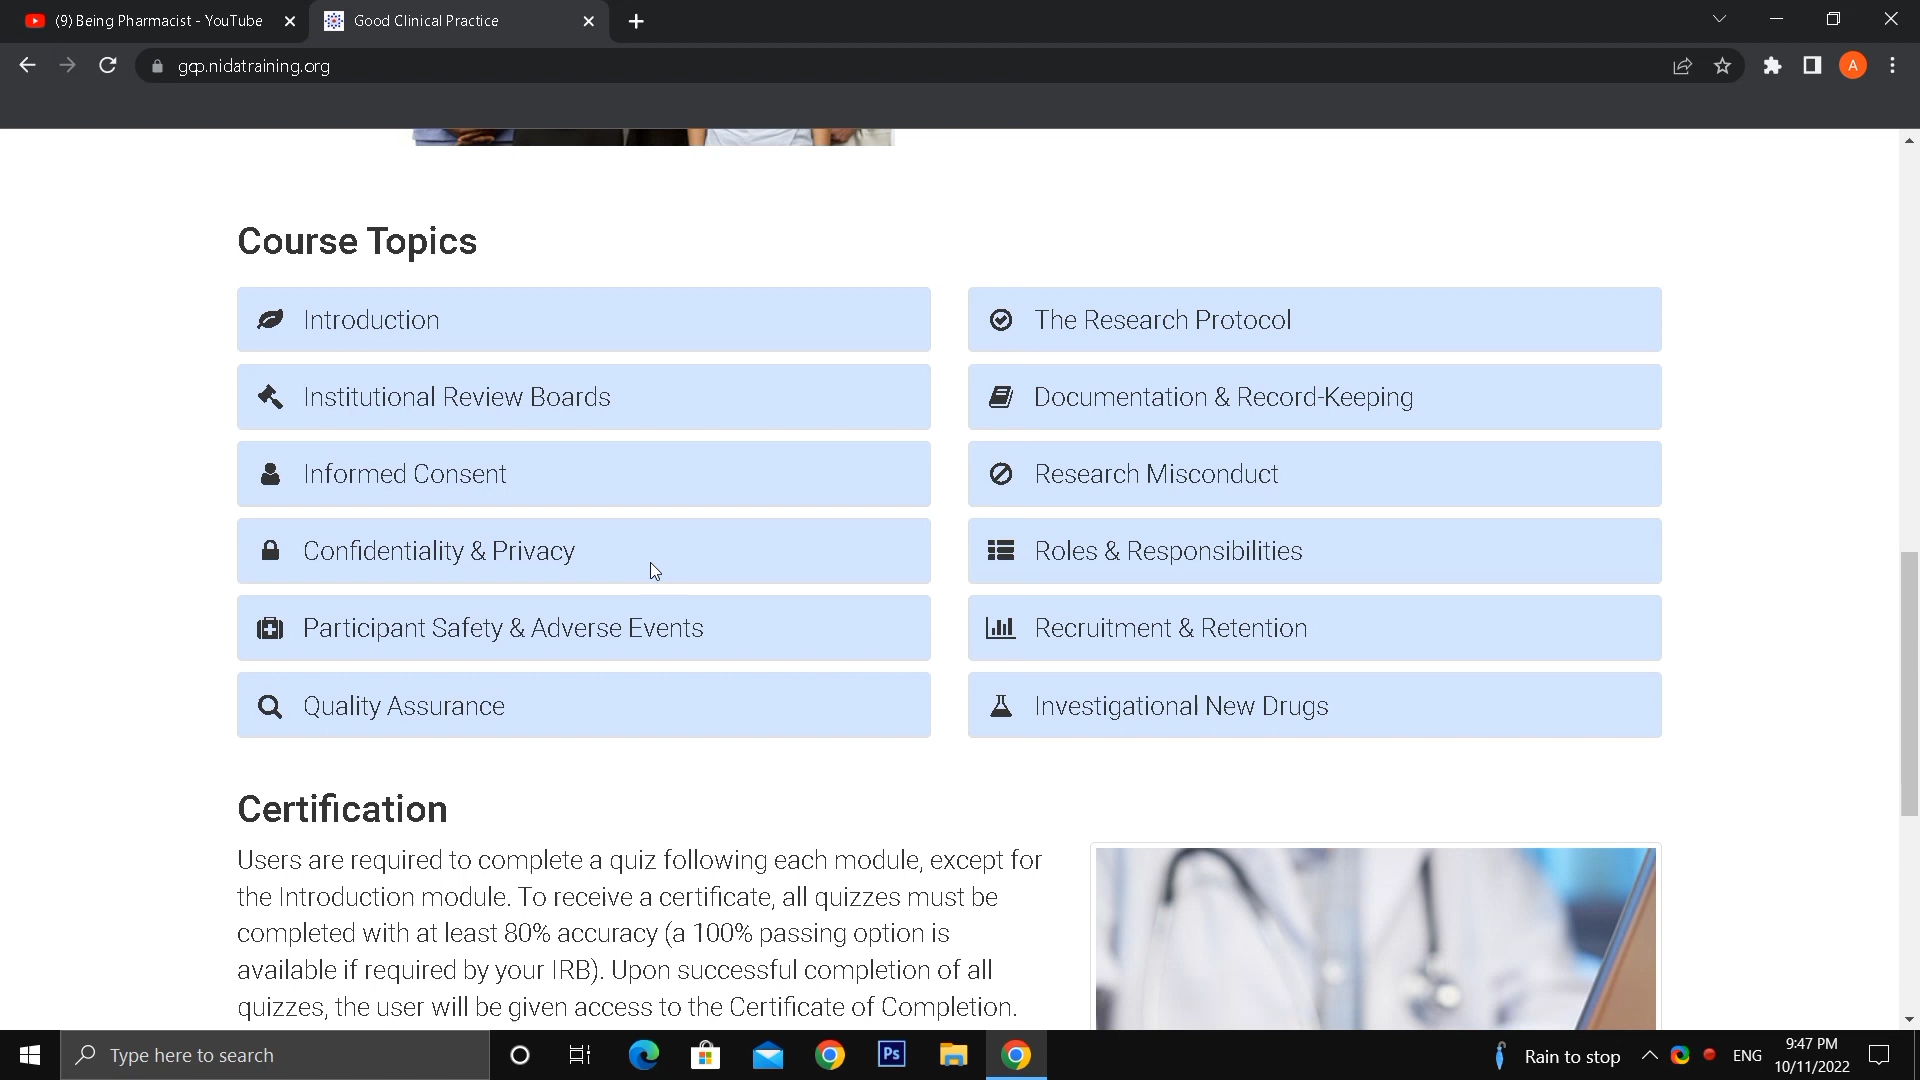 (9) Being Pharmacist - YouTube
Good Clinical Practice
gcp.nidatraining.org
A
Course Topics
Introduction
The Research Protocol
Institutional Review Boards
Documentation & Record-Keeping
Informed Consent
Research Misconduct
Confidentiality & Privacy
Roles & Responsibilities
Participant Safety & Adverse Events
Recruitment & Retention
Quality Assurance
Investigational New Drugs
Certification
Users are required to complete a quiz following each module, except for
the Introduction module. To receive a certificate, all quizzes must be
completed with at least 80% accuracy (a 100% passing option is
available if required by your IRB). Upon successful completion of all
quizzes, the user will be given access to the Certificate of Completion.
Type here to search
Ps
Rain to stop
ENG
9:47 PM
10/11/2022